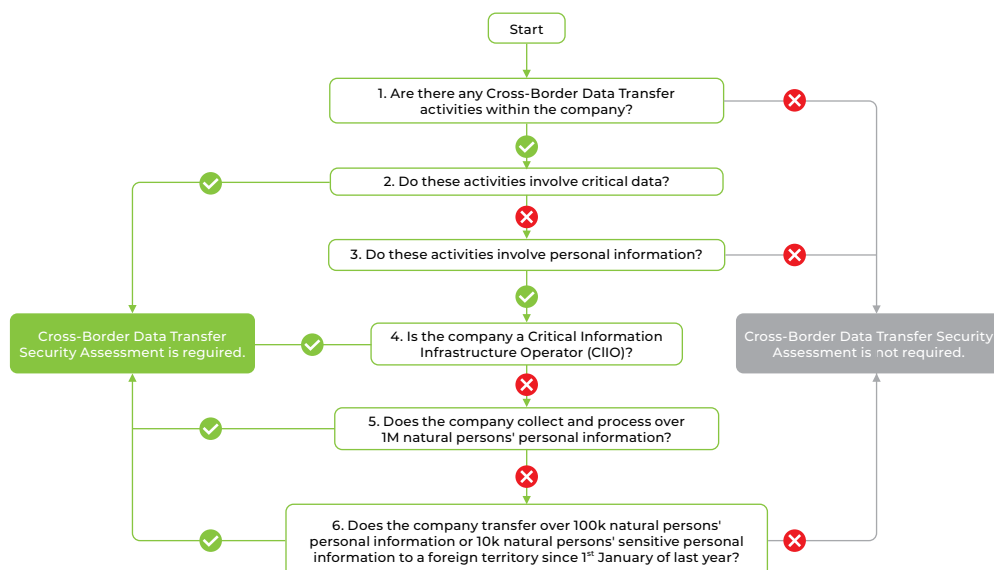 Start
1. Are there any Cross-Border Data Transfer
activities within the company?
2. Do these activities involve critical data?
3. Do these activities involve personal information?
Cross-Border Data Transfer
Security Assessment is reguired.
4. Is the company a Critical Information
Infrastructure Operator (CIIO)?
Cross-Border Data Transfer Security
Assessment is not required.
5. Does the company collect and process over
1M natural persons' personal information?
6. Does the company transfer over 100k natural persons'
personal information or 10k natural persons' sensitive personal
information to a foreign territory since 1st January of last year?